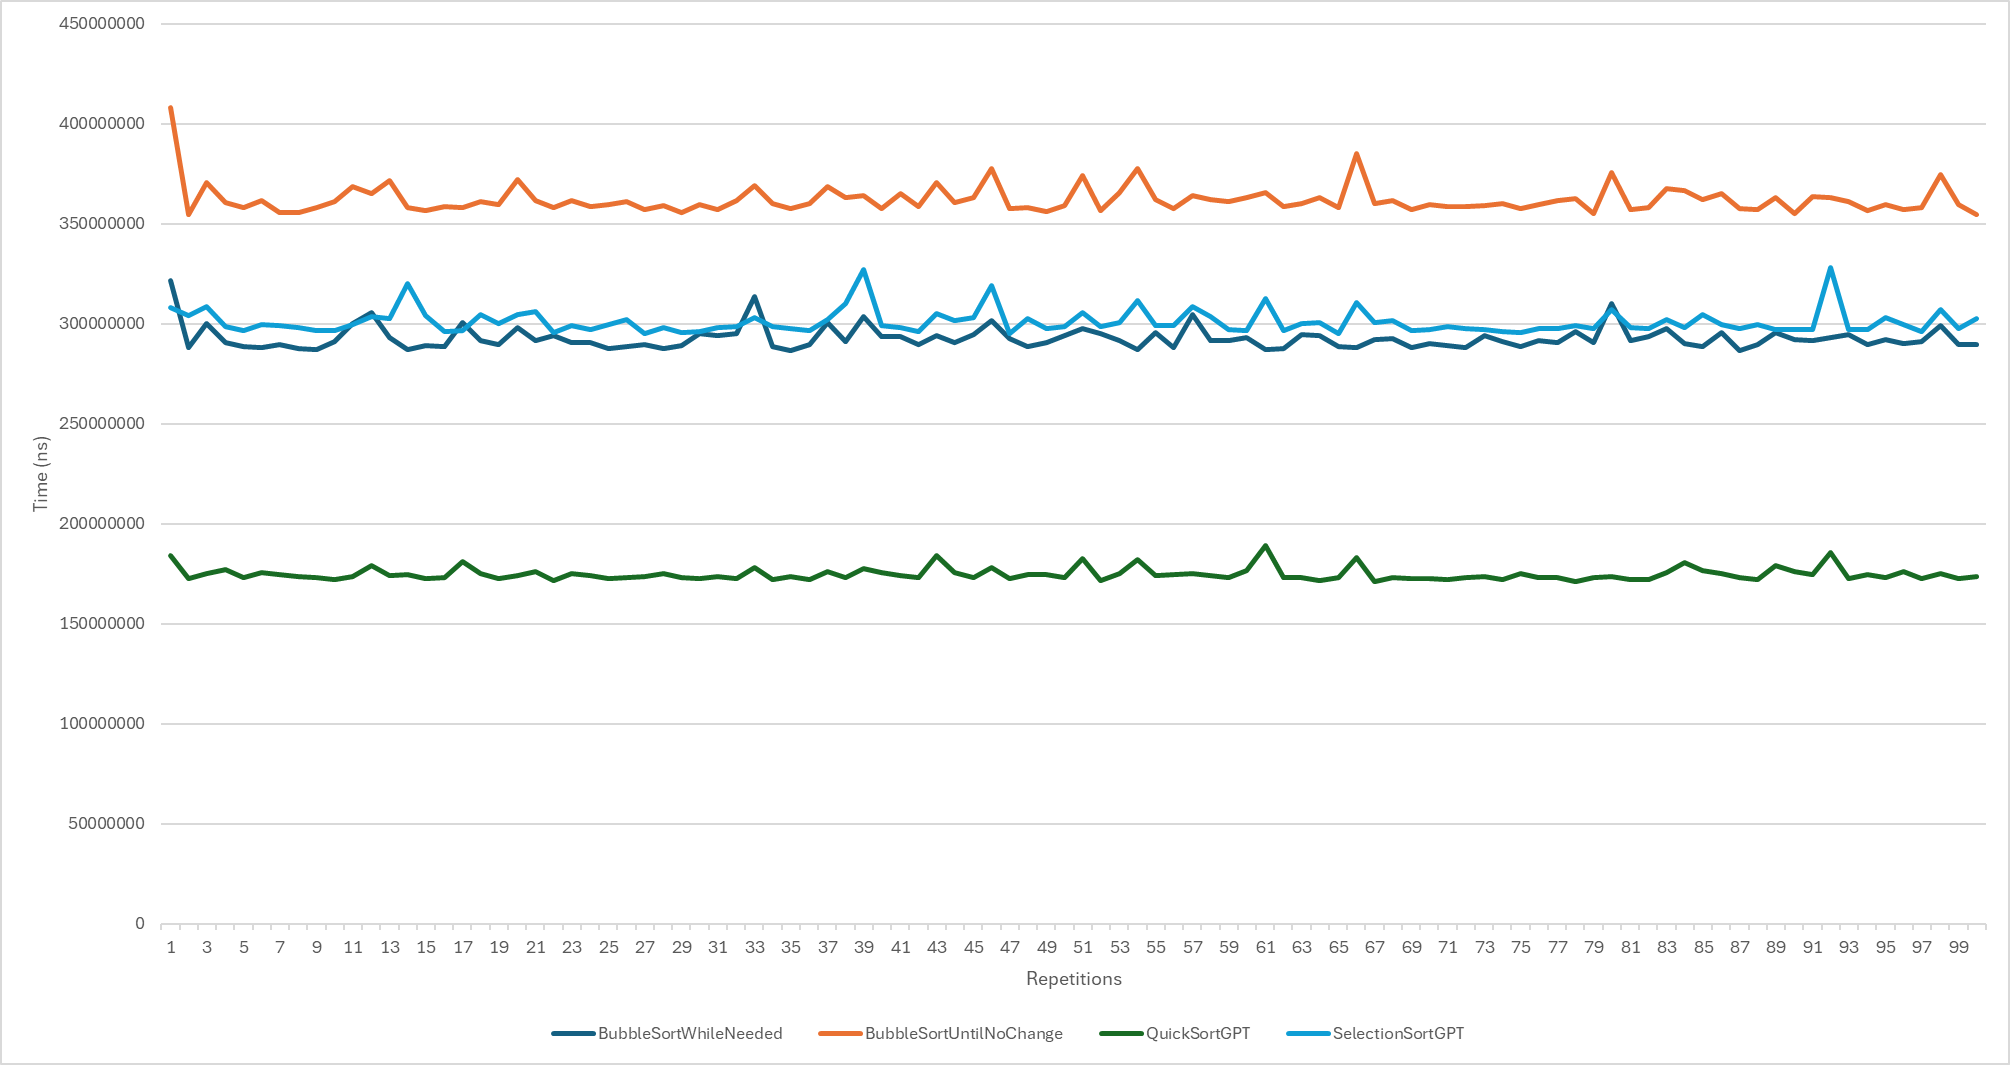 450000000
400000000
350000000
300000000
250000000
200000000
150000000
100000000
50000000
0
Time (ns)
1 3 5 7 9 11 13 15 17 19 21 23 25 27 29 31 33 35 37 39 41 43 45 47 49 51 53 55 57 59 61 63 65 67 69 71 73 75 77 79 81 83 85 87 89 91 93 95 97 99
Repetitions
BubbleSortWhileNeeded BubbleSortUntilNoChange QuickSortGPT SelectionSortGPT